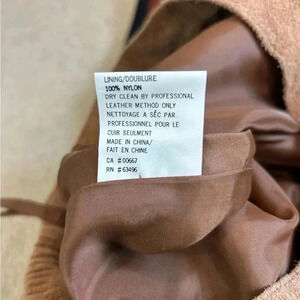 LINING/DOUBLURE
100% NYLON
DRY CLEAN BY PROFESSIONAL
LEATHER METHOD ONLY
NETTOYAGE A SÉC PAR
PROFESSIONNEL POUR LE
CUIR SEULMENT
MADE IN CHINA/
FAIT EN CHINE
CA # 00667
RN # 63496